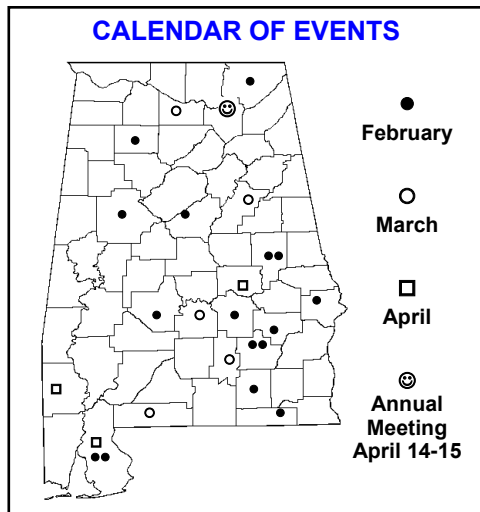 CALENDAR OF EVENTS
February
March
April
Annual
Meeting
April 14-15